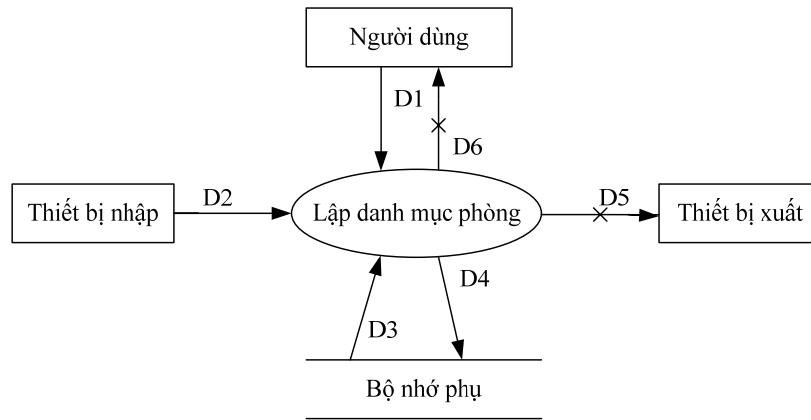 Người dùng
D1
D6
Thiết bị nhập
D2
Lập danh mục phòng
D5
Thiết bị xuất
D4
D3
Bộ nhớ phụ